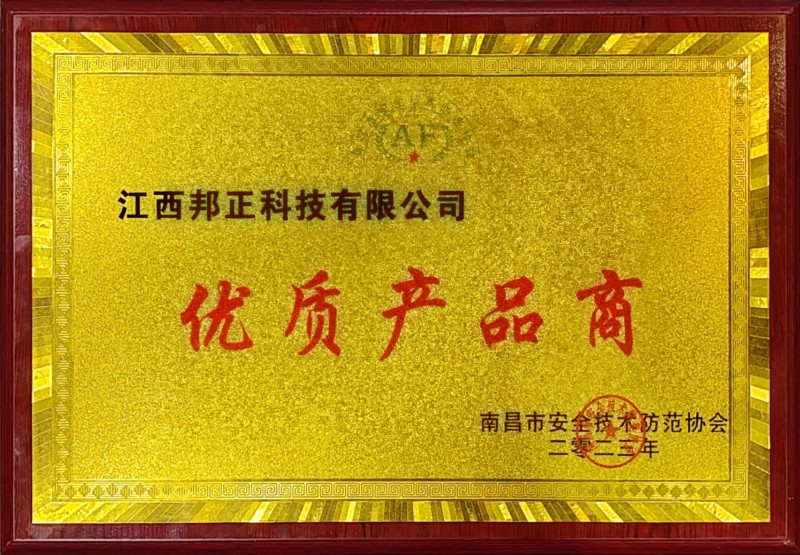 AF
江西邦正科技有限公司
优质产品商
南昌市安全技术防范协会
二零二三年